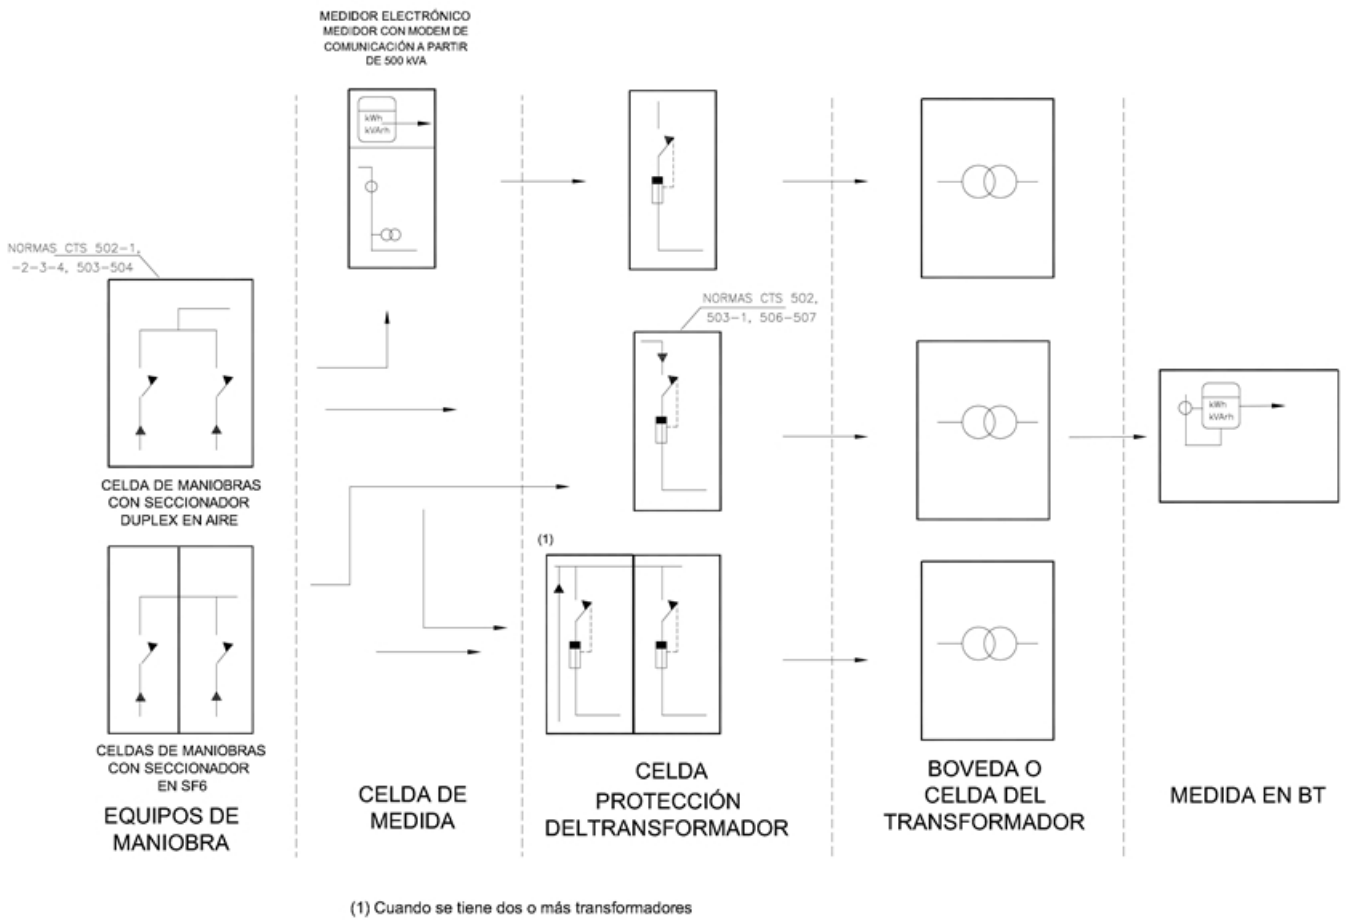 MEDIDOR ELECTRÓNICO
MEDIDOR CON MODEM DE
COMUNICACIÓN A PARTIR
DE 500 kVA
kWh
kVArh
NORMAS CTS 502-1,
-2-3-4, 503-504
CELDA DE MANIOBRAS
CON SECCIONADOR
DUPLEX EN AIRE
NORMAS CTS 502,
503-1, 506-507
kWh
kVArh
(1)
CELDAS DE MANIOBRAS
CON SECCIONADOR
EN SF6
EQUIPOS DE
MANIOBRA
CELDA DE
MEDIDA
CELDA
PROTECCIÓN
DELTRANSFORMADOR
BOVEDA O
CELDA DEL
TRANSFORMADOR
MEDIDA EN BT
(1) Cuando se tiene dos o más transformadores